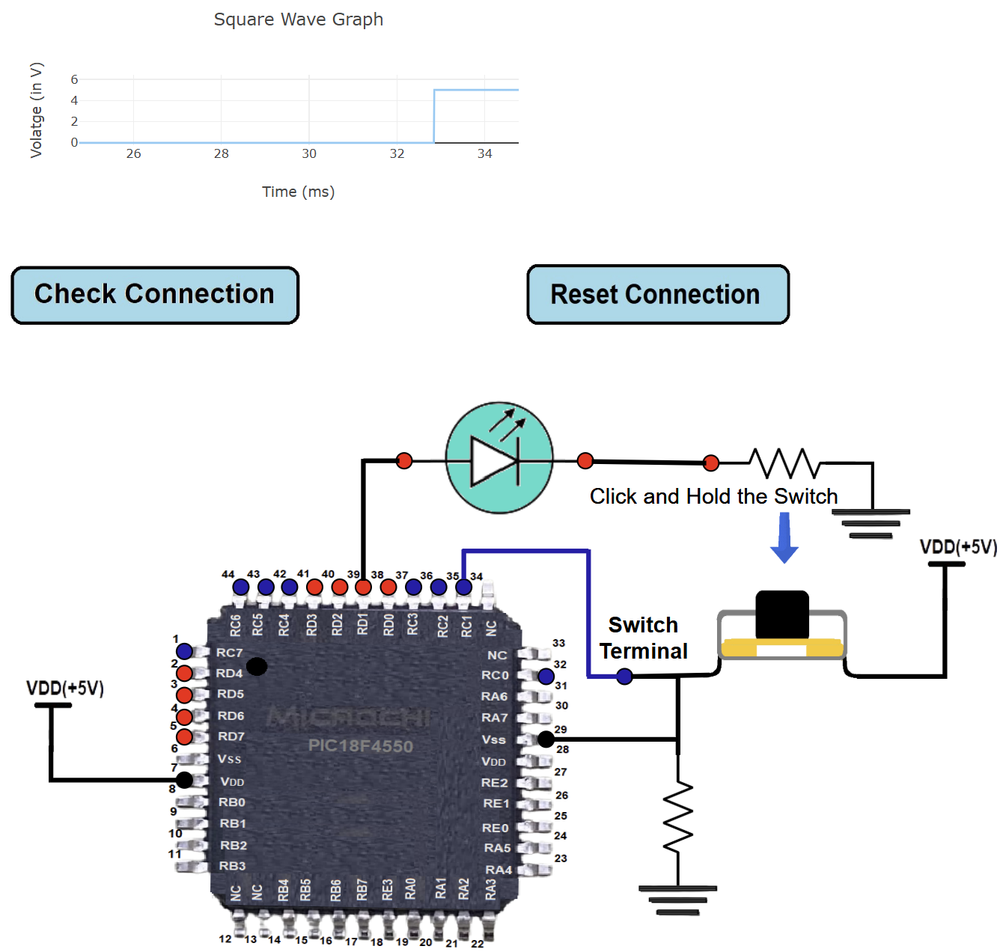 Square Wave Graph
Volatge (in V)
6
4
2
0
26 28 30 32 34
Time (ms)
Check Connection
Reset Connection
Click and Hold the Switch
VDD(+5V)
44 43 42 41 40 39 38 37 36 35 34
RC6 RC5 RC4 RD3 RD2 RD1 RD0 RC3 RC2 RC1 NC
Switch
Terminal
VDD(+5V)
1 RC7
2 RD4
3 RD5
4 RD6
5 RD7
6 VSS
7 VDD
8 RB0
9 RB1
10 RB2
11 RB3
MICROCHI
PIC18F4550
NC 33
RC0 32
RA6 31
RA7 30
Vss 29
VDD 28
RE2 27
RE1 26
RE0 25
RA5 24
RA4 23
NC NC RB4 RB5 RB6 RB7 RE3 RA0 RA1 RA2 RA3
12 13 14 15 16 17 18 19 20 21 22